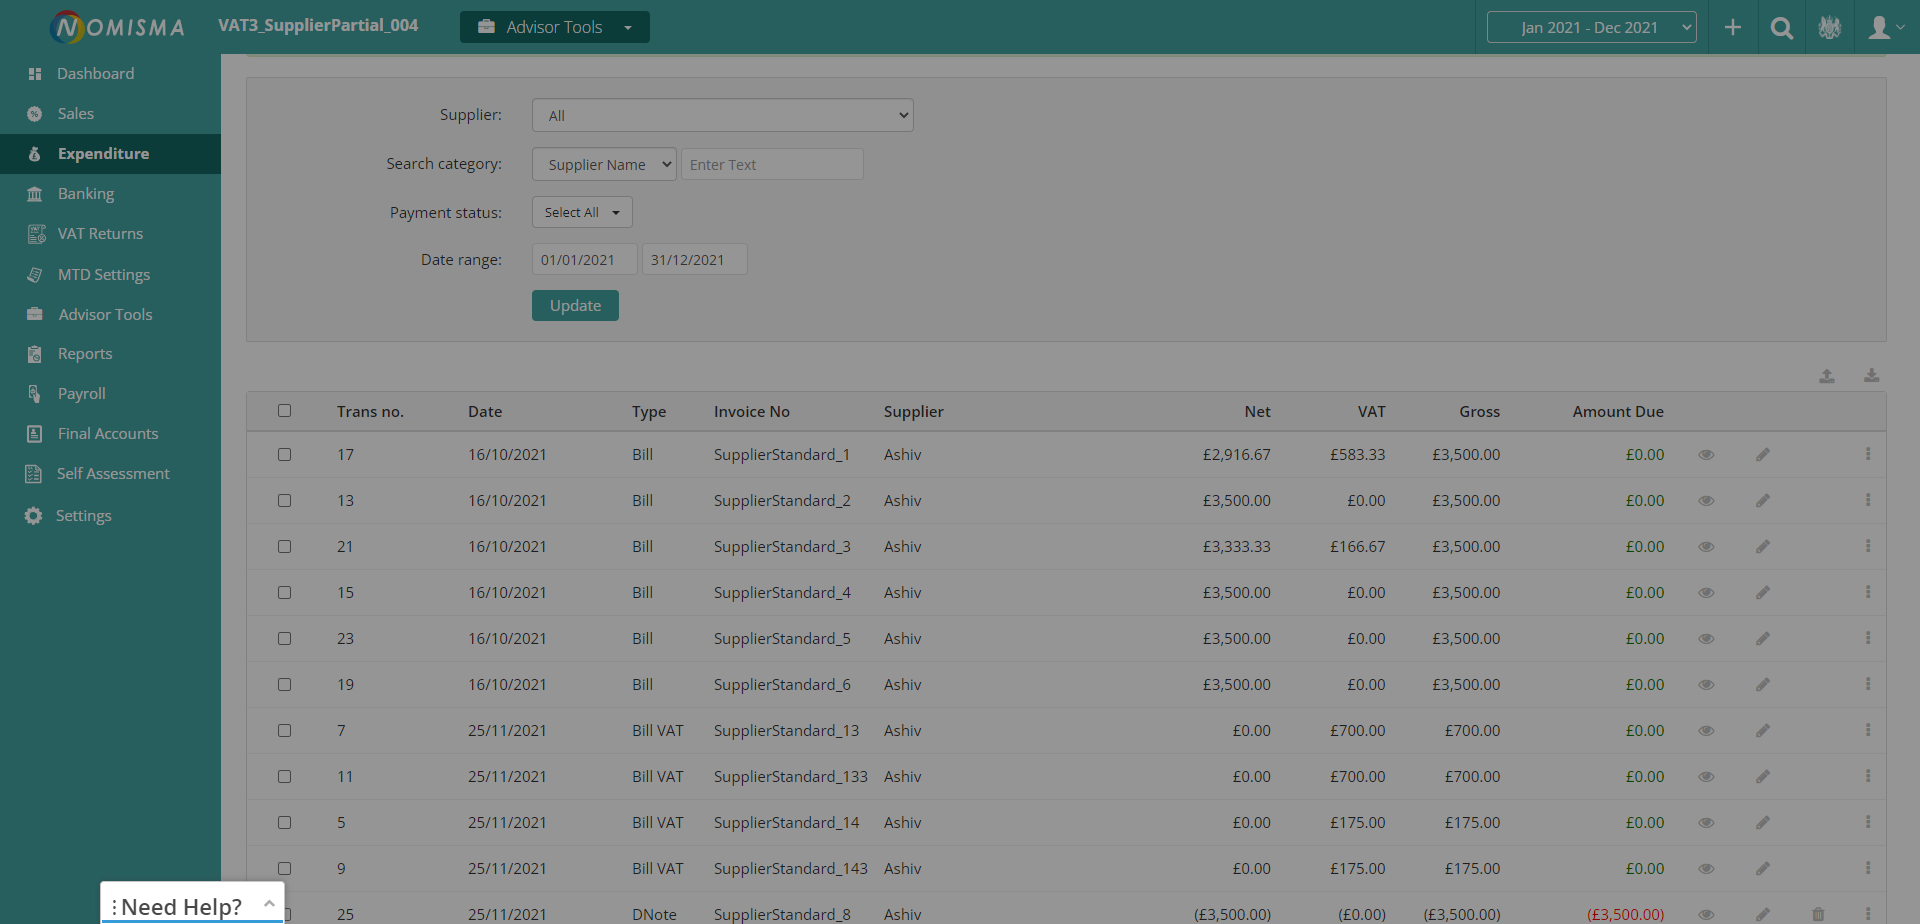 NOMISMA VAT3_SupplierPartial_004 Advisor Tools Jan 2021 - Dec 2021
Dashboard
Sales
Expenditure
Banking
VAT Returns
MTD Settings
Advisor Tools
Reports
Payroll
Final Accounts
Self Assessment
Settings
Supplier: All
Search category: Supplier Name Enter Text
Payment status: Select All
Date range: 01/01/2021 31/12/2021
Update
Trans no. Date Type Invoice No Supplier Net VAT Gross Amount Due
17 16/10/2021 Bill SupplierStandard_1 Ashiv £2,916.67 £583.33 £3,500.00 £0.00
13 16/10/2021 Bill SupplierStandard_2 Ashiv £3,500.00 £0.00 £3,500.00 £0.00
21 16/10/2021 Bill SupplierStandard_3 Ashiv £3,333.33 £166.67 £3,500.00 £0.00
15 16/10/2021 Bill SupplierStandard_4 Ashiv £3,500.00 £0.00 £3,500.00 £0.00
23 16/10/2021 Bill SupplierStandard_5 Ashiv £3,500.00 £0.00 £3,500.00 £0.00
19 16/10/2021 Bill SupplierStandard_6 Ashiv £3,500.00 £0.00 £3,500.00 £0.00
7 25/11/2021 Bill VAT SupplierStandard_13 Ashiv £0.00 £700.00 £700.00 £0.00
11 25/11/2021 Bill VAT SupplierStandard_133 Ashiv £0.00 £700.00 £700.00 £0.00
5 25/11/2021 Bill VAT SupplierStandard_14 Ashiv £0.00 £175.00 £175.00 £0.00
9 25/11/2021 Bill VAT SupplierStandard_143 Ashiv £0.00 £175.00 £175.00 £0.00
25 25/11/2021 DNote SupplierStandard_8 Ashiv (£3,500.00) (£0.00) (£3,500.00) (£3,500.00)
Need Help?